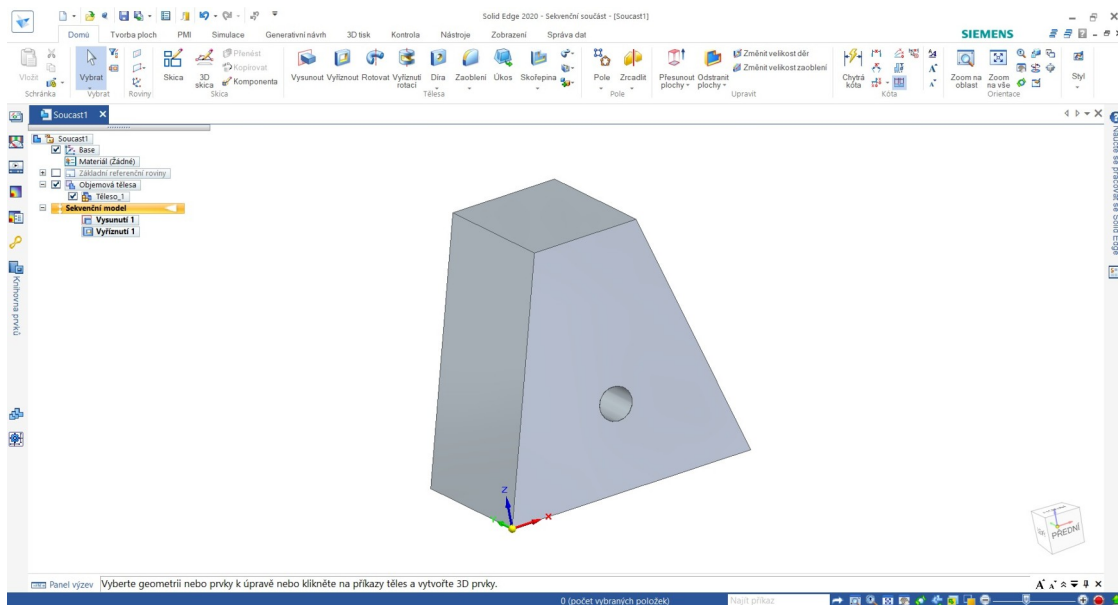 Solid Edge 2020 - Sekvenční součást - [Soucast1]
Domů Tvorba ploch PMI Simulace Generativní návrh 3D tisk Kontrola Nástroje Zobrazení Správa dat SIEMENS
Vložit Vybrat Skica 3D skica Přenést Kopírovat Komponenta Vysunout Vyříznout Rotovat Vyříznutí rotací Díra Zaoblení Úkos Skořepina Pole Zrcadlit Přesunout plochy Odstranit plochy Změnit velikost děr Změnit velikost zaoblení Chytrá kóta Zoom na oblast Zoom na vše Styl
Schránka Vybrat Roviny Skica Tělesa Pole Upravit Kóta Orientace
Soucast1
Soucast1
Base
Materiál (Žádné)
Základní referenční roviny
Objemová tělesa
Těleso_1
Sekvenční model
Vysunutí 1
Vyříznutí 1
Knihovna prvků
Naučte se pracovat se Solid Edge
Z
X
PŘEDNÍ
Panel výzev Vyberte geometrii nebo prvky k úpravě nebo klikněte na příkazy těles a vytvořte 3D prvky.
0 (počet vybraných položek) Najít příkaz